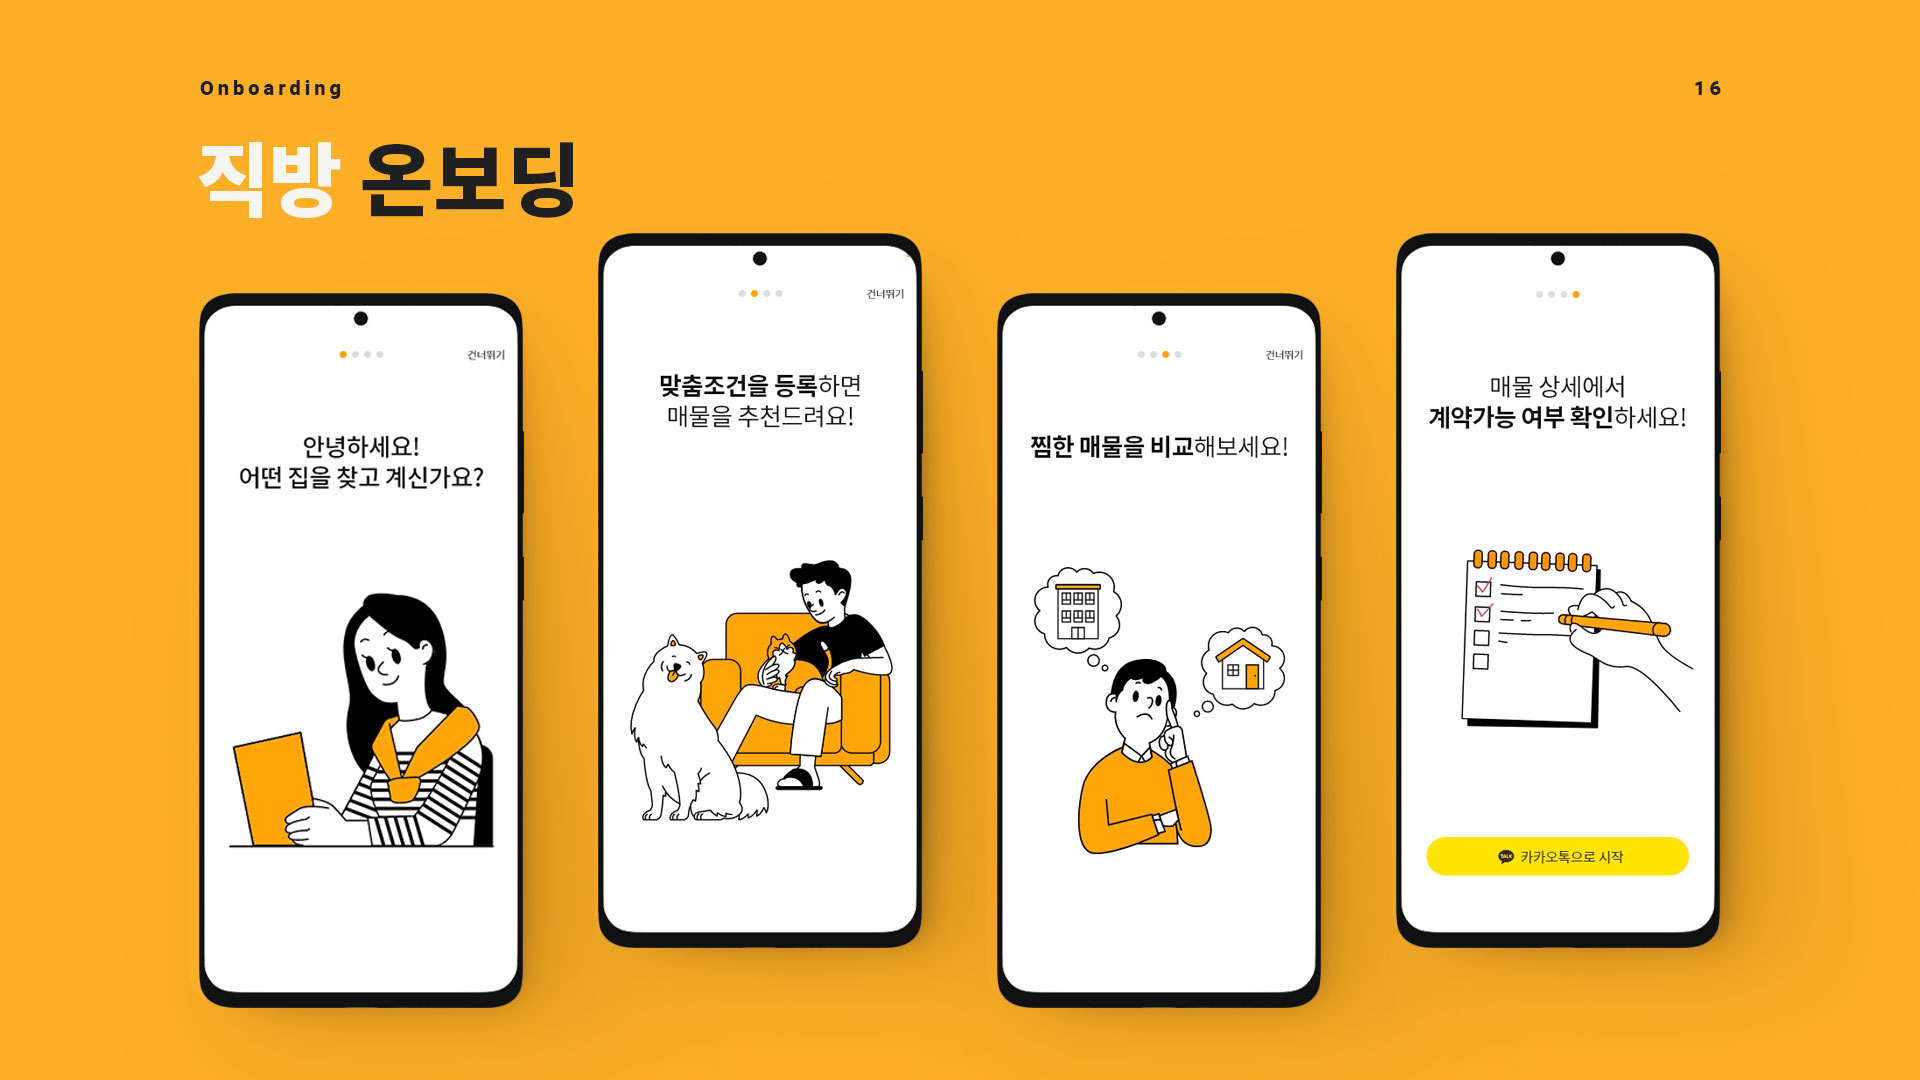 Onboarding
16
직방 온보딩
건너뛰기
안녕하세요!
어떤 집을 찾고 계신가요?
건너뛰기
맞춤조건을 등록하면
매물을 추천드려요!
건너뛰기
찜한 매물을 비교해보세요!
매물 상세에서
계약가능 여부 확인하세요!
TALK 카카오톡으로 시작